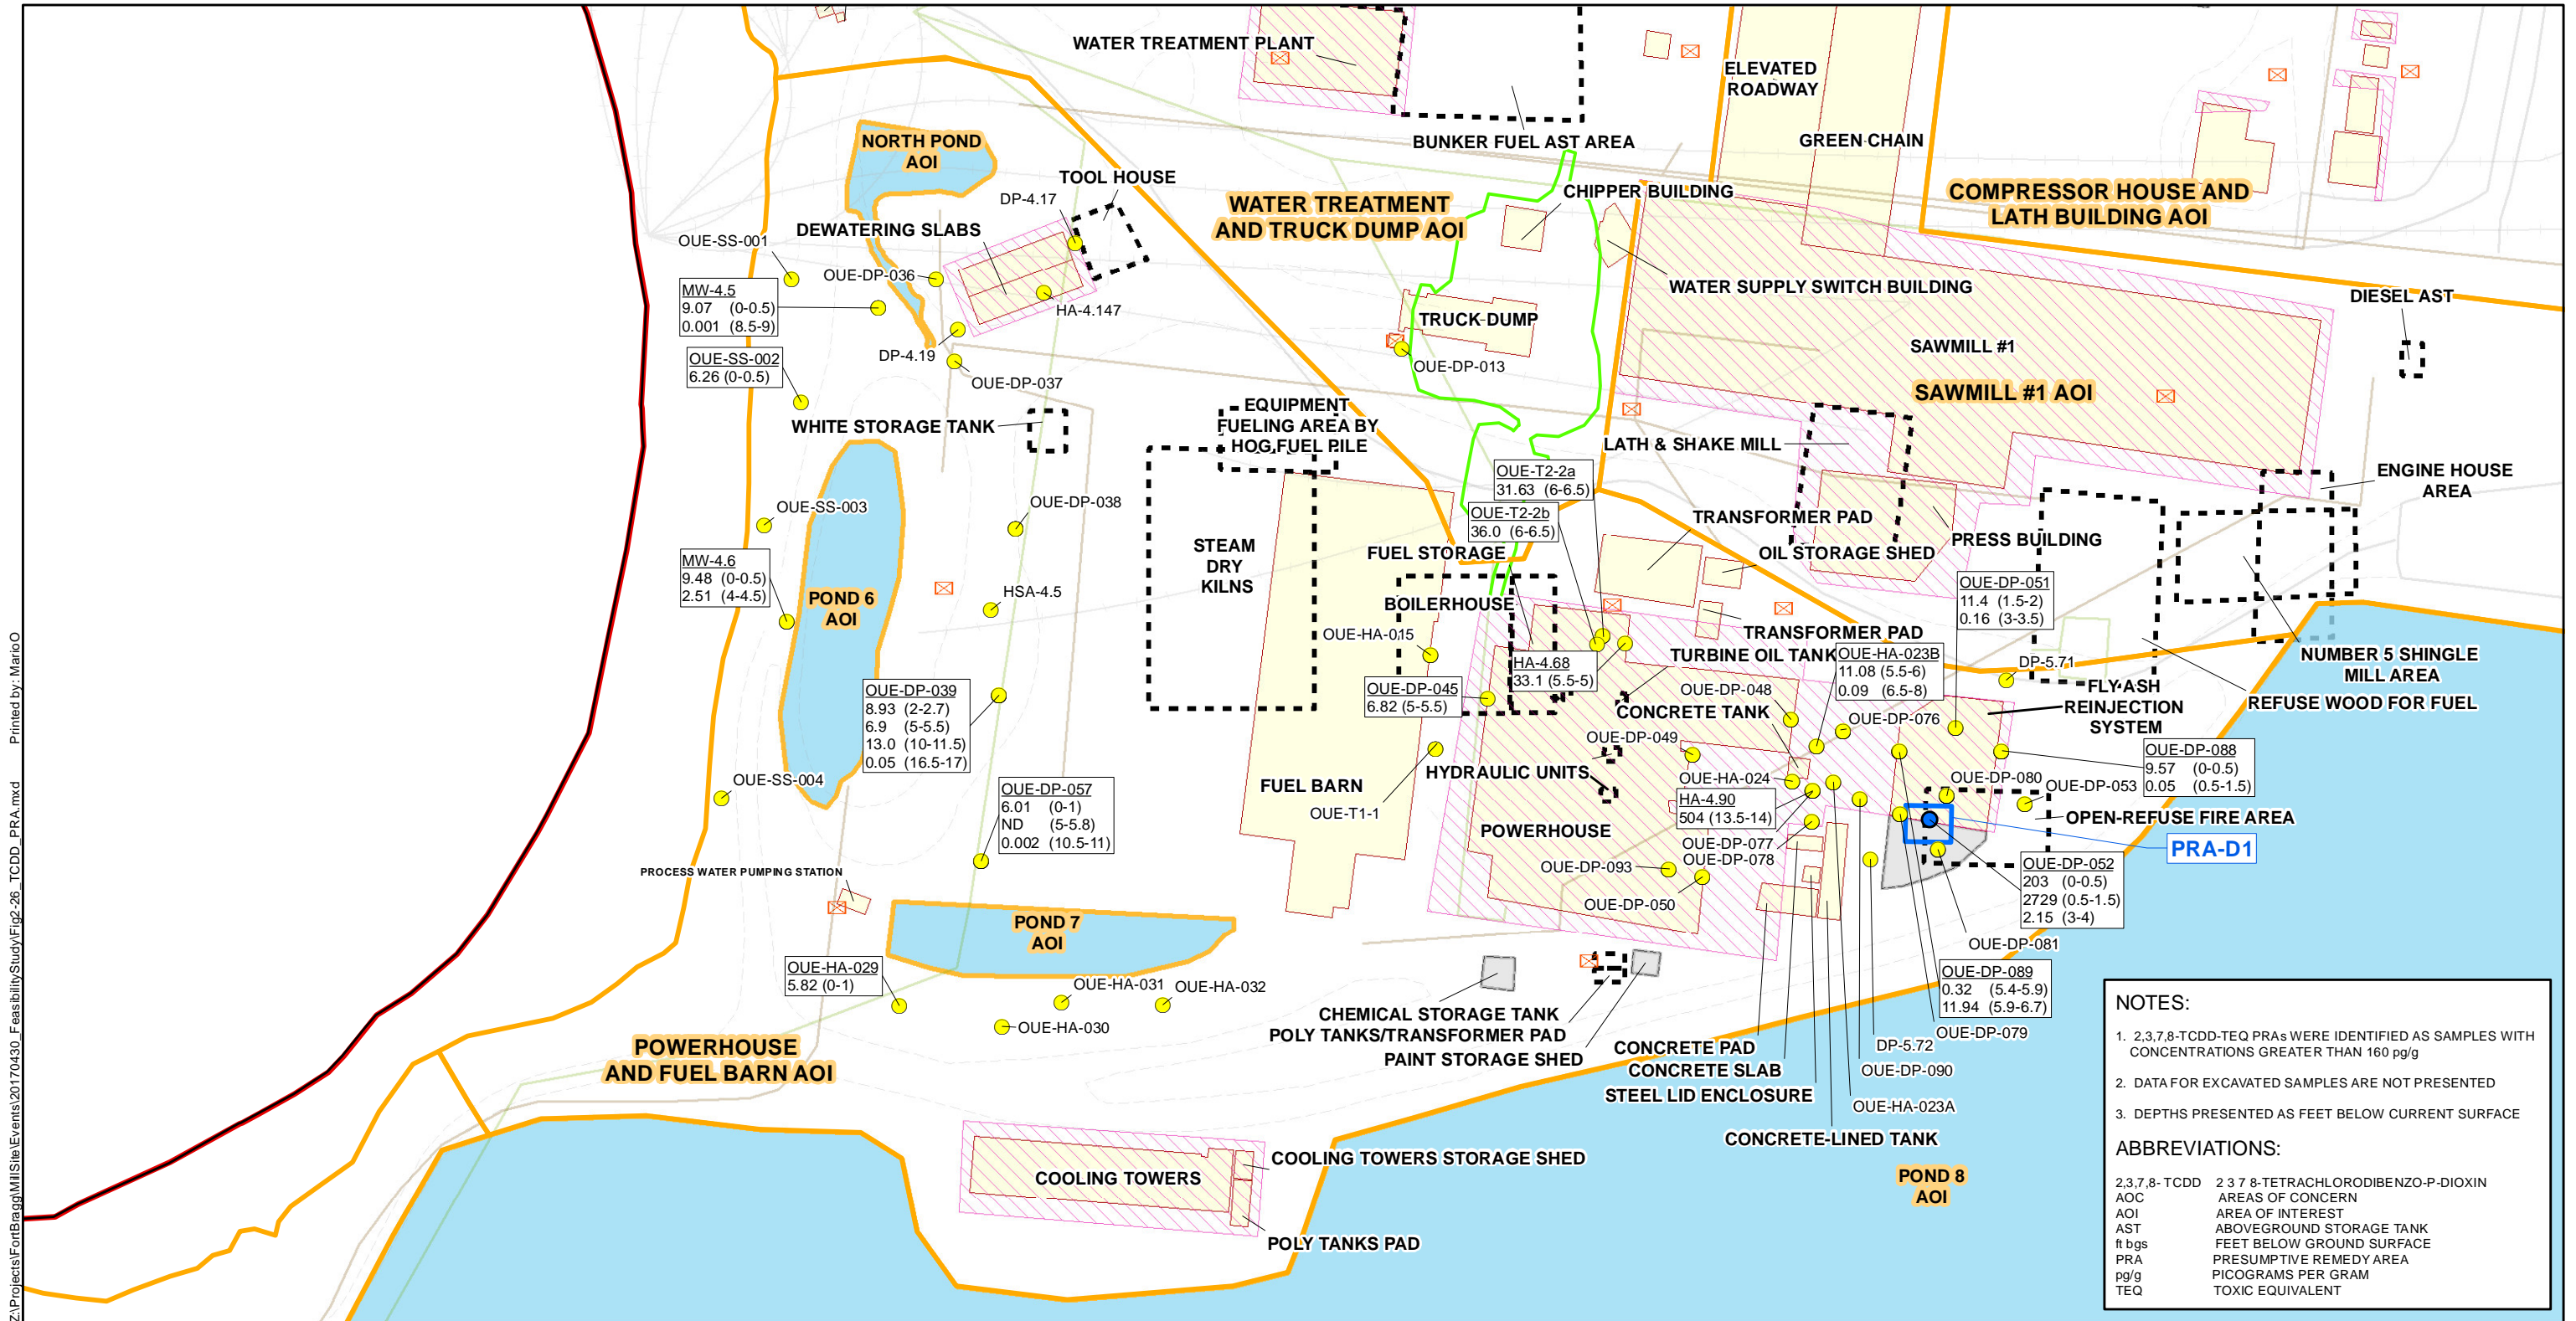 WATER TREATMENT PLANT
ELEVATED
ROADWAY
BUNKER FUEL AST AREA
GREEN CHAIN
NORTH POND
AOI
TOOL HOUSE
DP-4.17
CHIPPER BUILDING
WATER TREATMENT
AND TRUCK DUMP AOI
COMPRESSOR HOUSE AND
LATH BUILDING AOI
OUE-SS-001
DEWATERING SLABS
OUE-DP-036
MW-4.5
9.07 (0-0.5)
0.001 (8.5-9)
HA-4.147
WATER SUPPLY SWITCH BUILDING
DIESEL AST
TRUCK DUMP
SAWMILL #1
DP-4.19
OUE-SS-002
6.26 (0-0.5)
OUE-DP-037
OUE-DP-013
SAWMILL #1 AOI
WHITE STORAGE TANK
EQUIPMENT
FUELING AREA BY
HOG FUEL PILE
LATH & SHAKE MILL
ENGINE HOUSE
AREA
OUE-T2-2a
31.63 (6-6.5)
OUE-T2-2b
36.0 (6-6.5)
OUE-SS-003
OUE-DP-038
TRANSFORMER PAD
STEAM
DRY
KILNS
FUEL STORAGE
OIL STORAGE SHED
PRESS BUILDING
MW-4.6
9.48 (0-0.5)
2.51 (4-4.5)
POND 6
AOI
HSA-4.5
BOILERHOUSE
OUE-DP-051
11.4 (1.5-2)
0.16 (3-3.5)
OUE-HA-015
TRANSFORMER PAD
TURBINE OIL TANK
HA-4.68
33.1 (5.5-5)
OUE-HA-023B
11.08 (5.5-6)
0.09 (6.5-8)
DP-5.71
NUMBER 5 SHINGLE
MILL AREA
OUE-DP-039
8.93 (2-2.7)
6.9 (5-5.5)
13.0 (10-11.5)
0.05 (16.5-17)
OUE-DP-045
6.82 (5-5.5)
OUE-DP-048
CONCRETE TANK
FLY ASH
REINJECTION
SYSTEM
REFUSE WOOD FOR FUEL
OUE-DP-076
OUE-DP-049
OUE-DP-088
9.57 (0-0.5)
0.05 (0.5-1.5)
OUE-SS-004
FUEL BARN
HYDRAULIC UNITS
OUE-HA-024
OUE-DP-080
OUE-DP-053
OUE-DP-057
6.01 (0-1)
ND (5-5.8)
0.002 (10.5-11)
OUE-T1-1
HA-4.90
504 (13.5-14)
OPEN-REFUSE FIRE AREA
POWERHOUSE
OUE-DP-077
OUE-DP-078
PRA-D1
PROCESS WATER PUMPING STATION
OUE-DP-093
OUE-DP-052
203 (0-0.5)
2729 (0.5-1.5)
2.15 (3-4)
OUE-DP-050
POND 7
AOI
OUE-DP-081
OUE-HA-029
5.82 (0-1)
OUE-HA-031
OUE-HA-032
OUE-DP-089
0.32 (5.4-5.9)
11.94 (5.9-6.7)
OUE-HA-030
CHEMICAL STORAGE TANK
POLY TANKS/TRANSFORMER PAD
PAINT STORAGE SHED
OUE-DP-079
POWERHOUSE
AND FUEL BARN AOI
CONCRETE PAD
CONCRETE SLAB
STEEL LID ENCLOSURE
DP-5.72
OUE-DP-090
OUE-HA-023A
CONCRETE-LINED TANK
COOLING TOWERS STORAGE SHED
COOLING TOWERS
POND 8
AOI
POLY TANKS PAD
NOTES:
1. 2,3,7,8-TCDD-TEQ PRAs WERE IDENTIFIED AS SAMPLES WITH
CONCENTRATIONS GREATER THAN 160 pg/g
2. DATA FOR EXCAVATED SAMPLES ARE NOT PRESENTED
3. DEPTHS PRESENTED AS FEET BELOW CURRENT SURFACE
ABBREVIATIONS:
2,3,7,8- TCDD 2 3 7 8-TETRACHLORODIBENZO-P-DIOXIN
AOC AREAS OF CONCERN
AOI AREA OF INTEREST
AST ABOVEGROUND STORAGE TANK
ft bgs FEET BELOW GROUND SURFACE
PRA PRESUMPTIVE REMEDY AREA
pg/g PICOGRAMS PER GRAM
TEQ TOXIC EQUIVALENT
Z:\Projects\FortBragg\MillSite\Events\20170430_FeasibilityStudy\Fig2-26_TCDD_PRA.mxd Printed by: MarioO